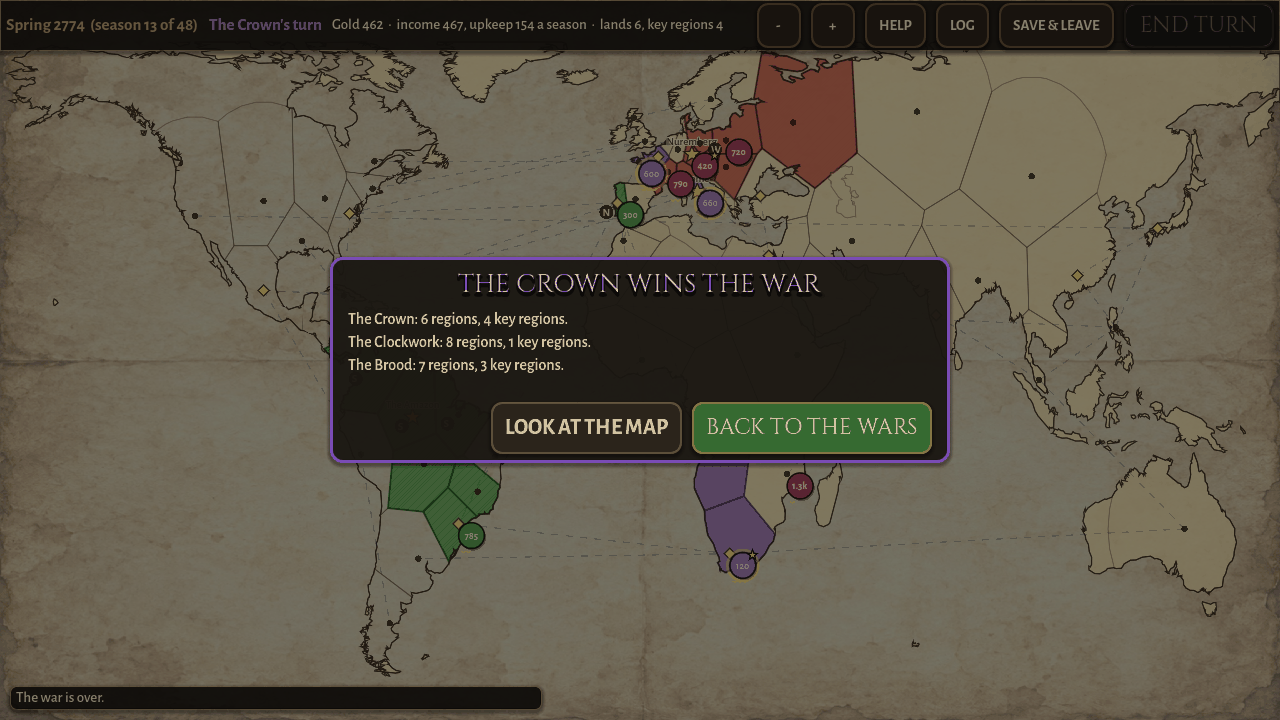 Spring 2774 (season 13 of 48) The Crown's turn Gold 462 · income 467, upkeep 154 a season · lands 6, key regions 4 - + HELP LOG SAVE & LEAVE END TURN
720
420
600
790
660
N
300
THE CROWN WINS THE WAR
The Crown: 6 regions, 4 key regions.
The Clockwork: 8 regions, 1 key regions.
The Brood: 7 regions, 3 key regions.
LOOK AT THE MAP BACK TO THE WARS
1.3k
785
120
The war is over.